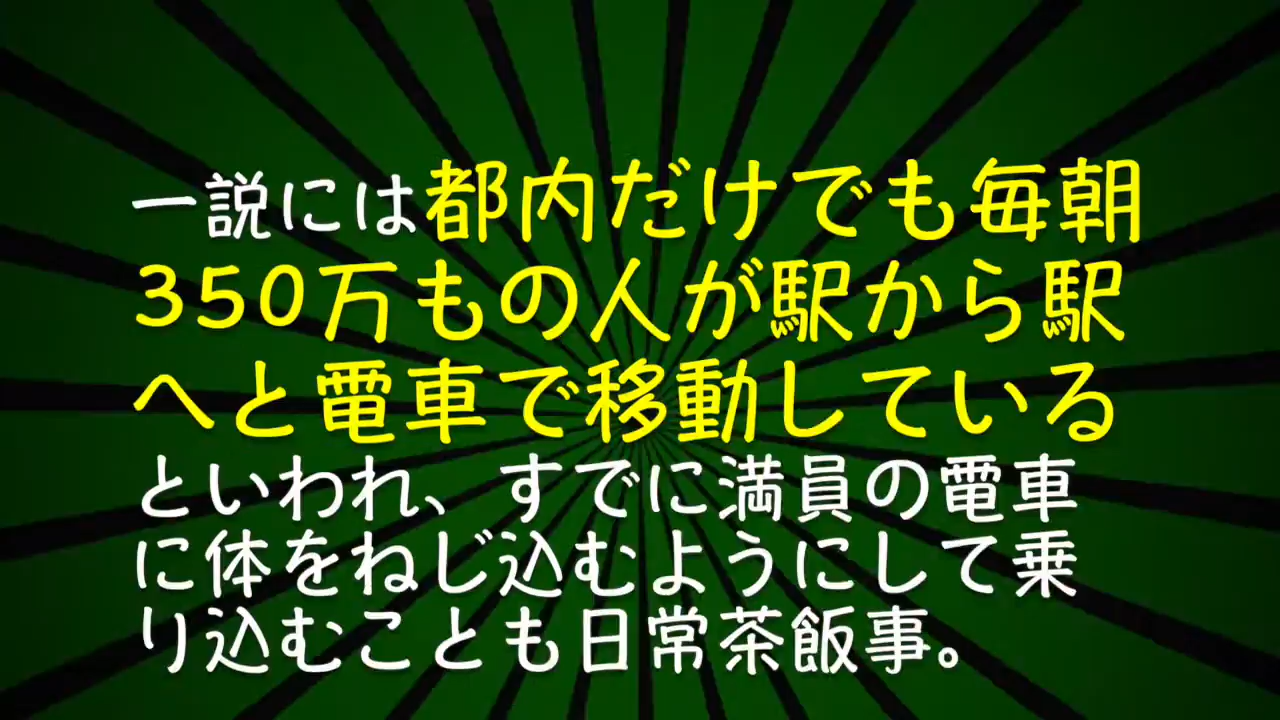 一説には都内だけでも毎朝
350万もの人が駅から駅
へと電車で移動している
といわれ、すでに満員の電車
に体をねじ込むようにして乗
り込むことも日常茶飯事。